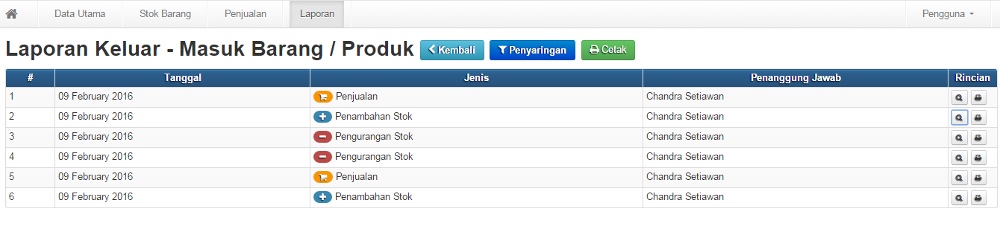 Data Utama Stok Barang Penjualan Laporan Pengguna
Laporan Keluar - Masuk Barang / Produk Kembali Penyaringan Cetak
# Tanggal Jenis Penanggung Jawab Rincian
1 09 February 2016 Penjualan Chandra Setiawan
2 09 February 2016 Penambahan Stok Chandra Setiawan
3 09 February 2016 Pengurangan Stok Chandra Setiawan
4 09 February 2016 Pengurangan Stok Chandra Setiawan
5 09 February 2016 Penjualan Chandra Setiawan
6 09 February 2016 Penambahan Stok Chandra Setiawan